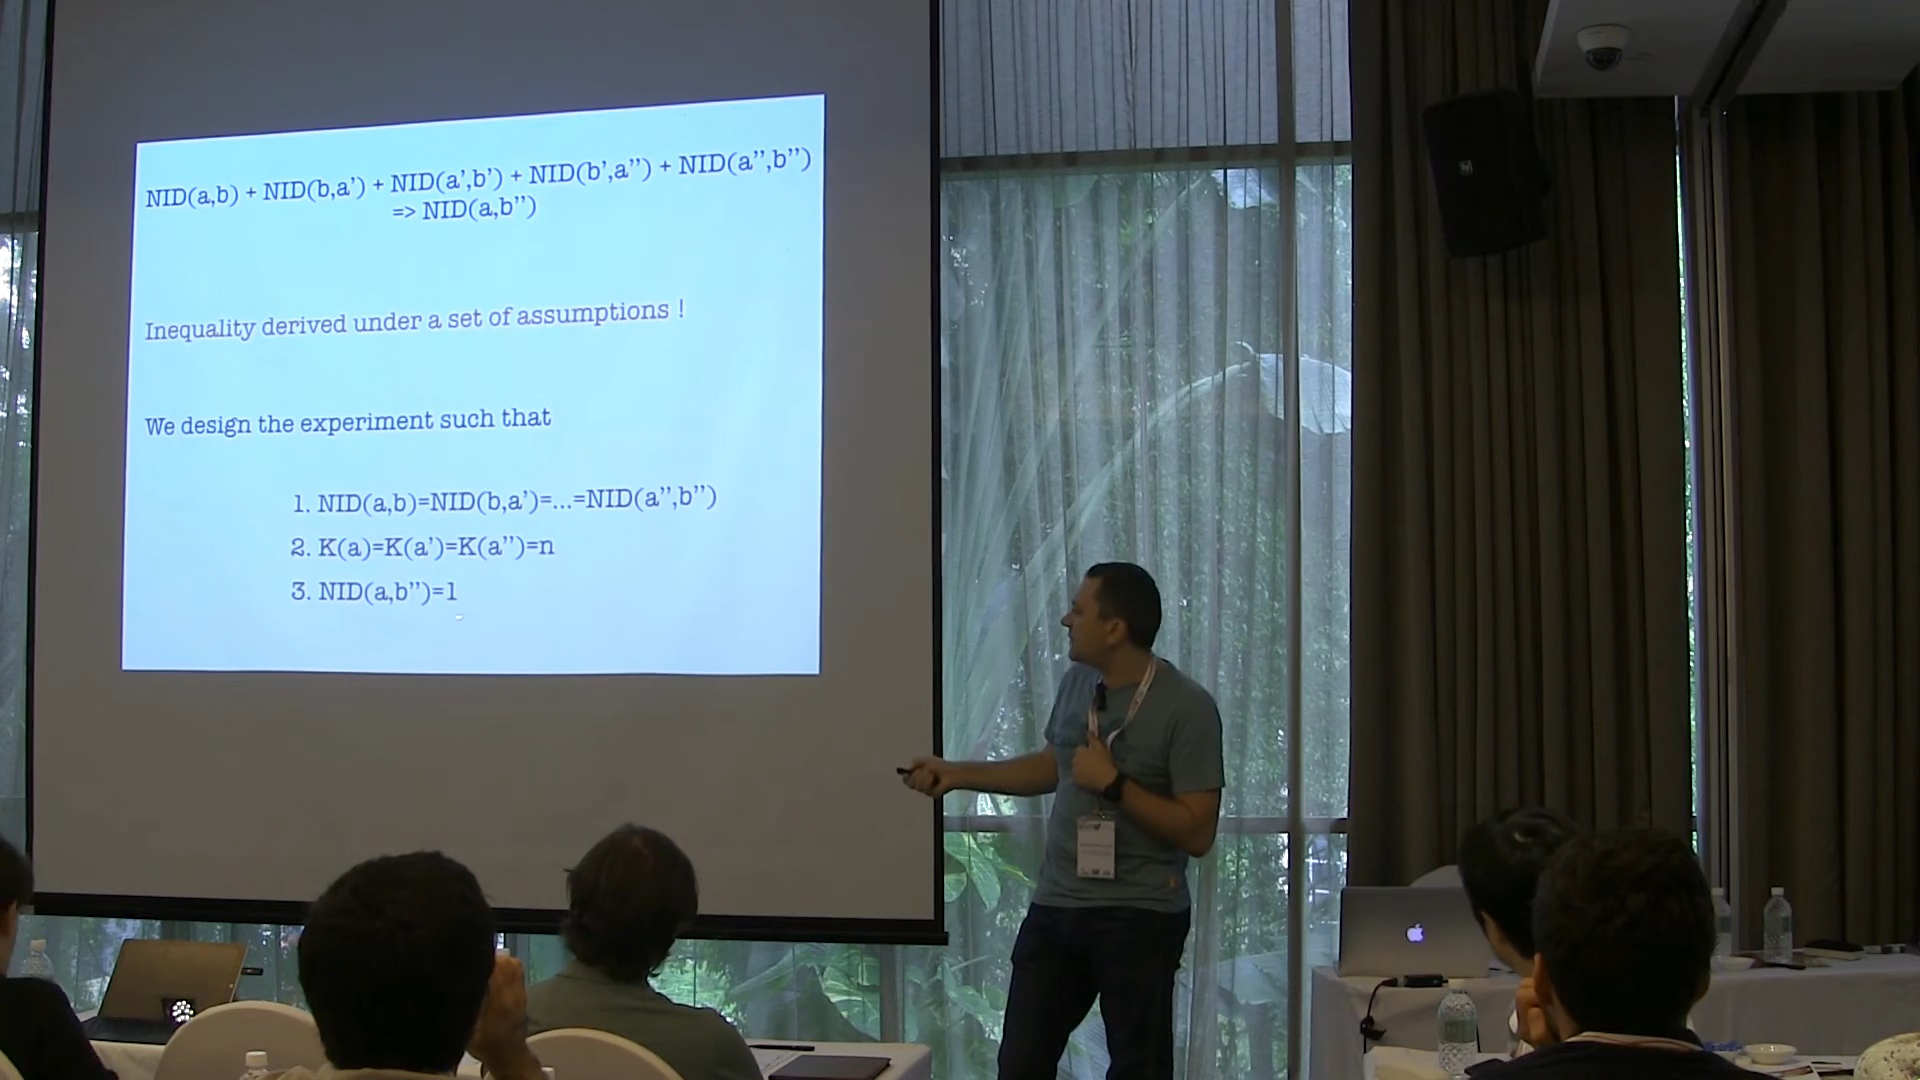 NID(a,b) + NID(b,a’) + NID(a’,b’) + NID(b’,a’’) + NID(a’’,b’’)
=> NID(a,b’’)
Inequality derived under a set of assumptions !
We design the experiment such that
1. NID(a,b)=NID(b,a’)=...=NID(a’’,b’’)
2. K(a)=K(a’)=K(a’’)=n
3. NID(a,b’’)=1